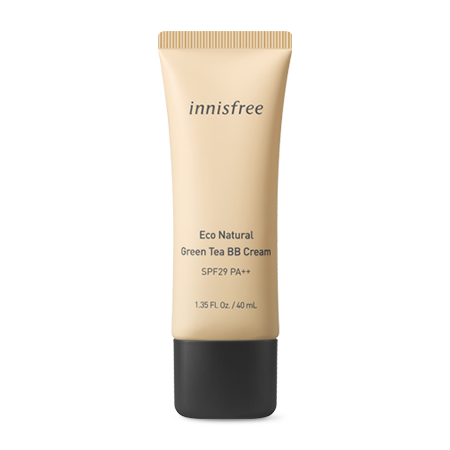 innisfree
Eco Natural
Green Tea BB Cream
SPF29 PA++
1.35 FL Oz. / 40 mL